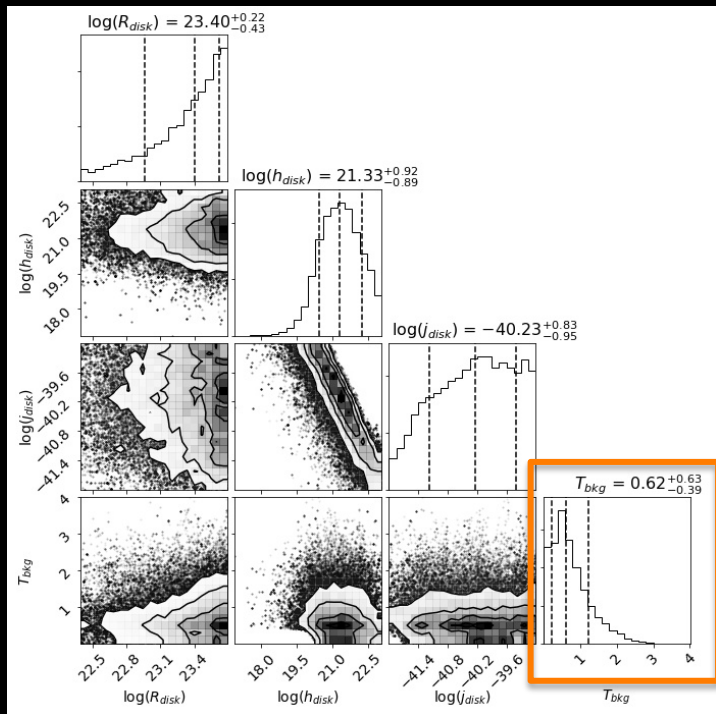 log(R_disk) = 23.40^{+0.22}_{-0.43}
log(h_disk) = 21.33^{+0.92}_{-0.89}
log(h_disk)
22.5
21.0
19.5
18.0
log(j_disk) = −40.23^{+0.83}_{-0.95}
log(j_disk)
−39.6
−40.2
−40.8
−41.4
T_bkg = 0.62^{+0.63}_{-0.39}
T_bkg
4
3
2
1
22.5 22.8 23.1 23.4
18.0 19.5 21.0 22.5
−41.4 −40.8 −40.2 −39.6
1 2 3 4
log(R_disk) log(h_disk) log(j_disk) T_bkg